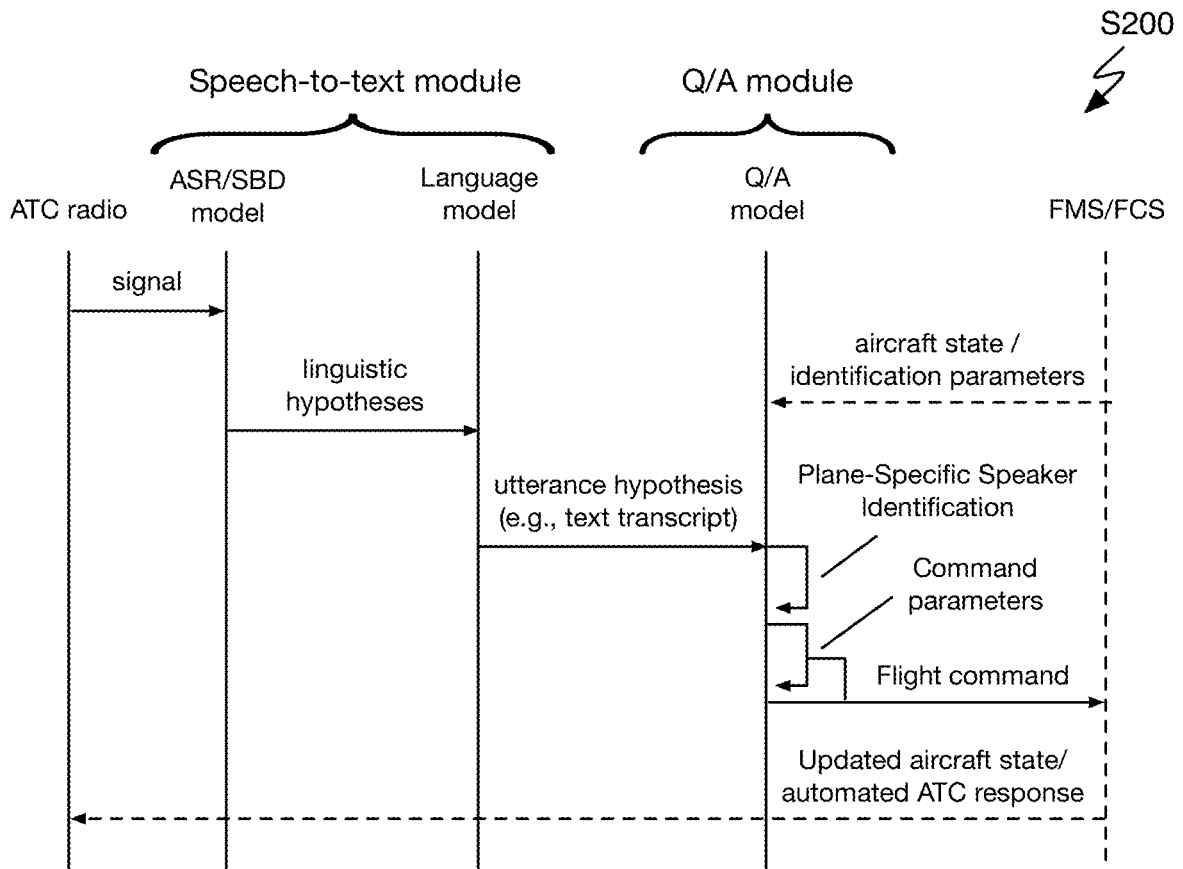 S200
Speech-to-text module
Q/A module
ATC radio
ASR/SBD
model
Language
model
Q/A
model
FMS/FCS
signal
aircraft state /
identification parameters
linguistic
hypotheses
Plane-Specific Speaker
Identification
utterance hypothesis
(e.g., text transcript)
Command
parameters
Flight command
Updated aircraft state/
automated ATC response